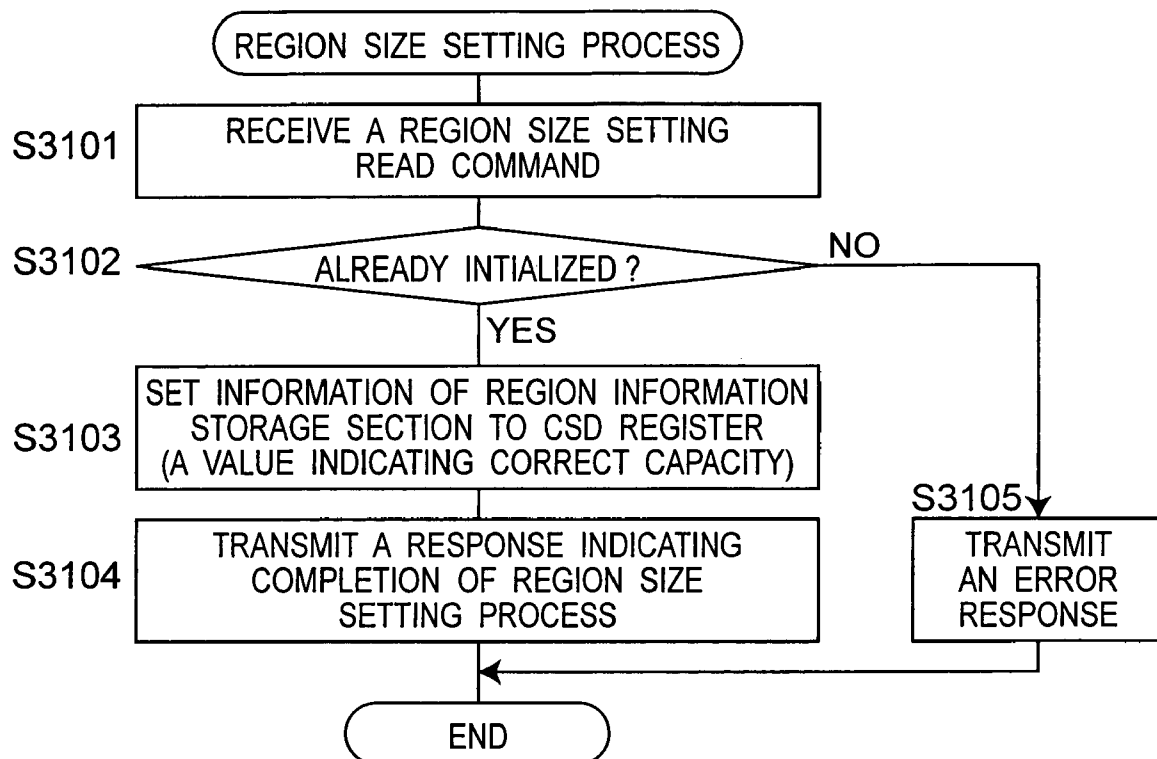 REGION SIZE SETTING PROCESS
S3101
RECEIVE A REGION SIZE SETTING
READ COMMAND
S3102
ALREADY INTIALIZED ?
NO
YES
S3103
SET INFORMATION OF REGION INFORMATION
STORAGE SECTION TO CSD REGISTER
(A VALUE INDICATING CORRECT CAPACITY)
S3104
TRANSMIT A RESPONSE INDICATING
COMPLETION OF REGION SIZE
SETTING PROCESS
S3105
TRANSMIT
AN ERROR
RESPONSE
END